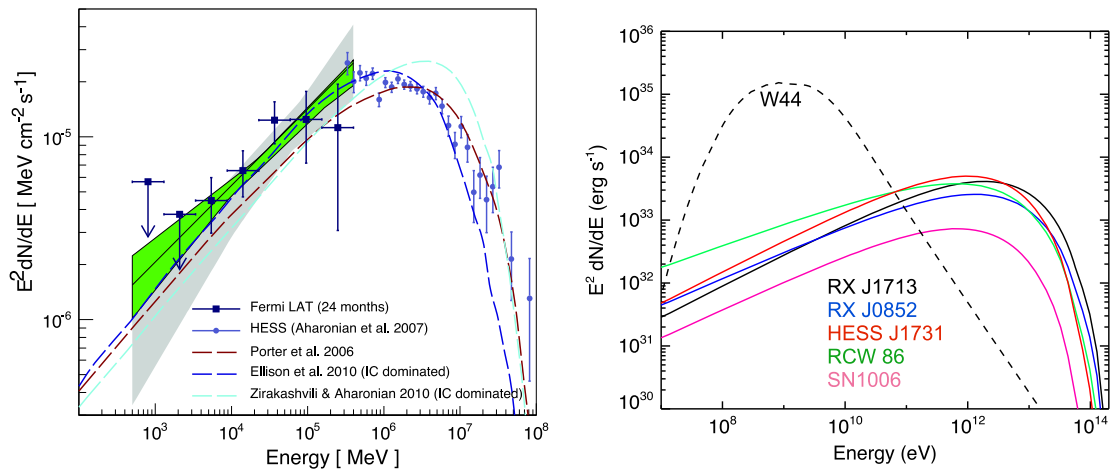 E²dN/dE [ MeV cm⁻² s⁻¹ ]
10⁻⁵
10⁻⁶
Fermi LAT (24 months)
HESS (Aharonian et al. 2007)
Porter et al. 2006
Ellison et al. 2010 (IC dominated)
Zirakashvili & Aharonian 2010 (IC dominated)
10³ 10⁴ 10⁵ 10⁶ 10⁷ 10⁸
Energy [ MeV ]
E² dN/dE (erg s⁻¹)
10³⁶
10³⁵
10³⁴
10³³
10³²
10³¹
10³⁰
W44
RX J1713
RX J0852
HESS J1731
RCW 86
SN1006
10⁸ 10¹⁰ 10¹² 10¹⁴
Energy (eV)